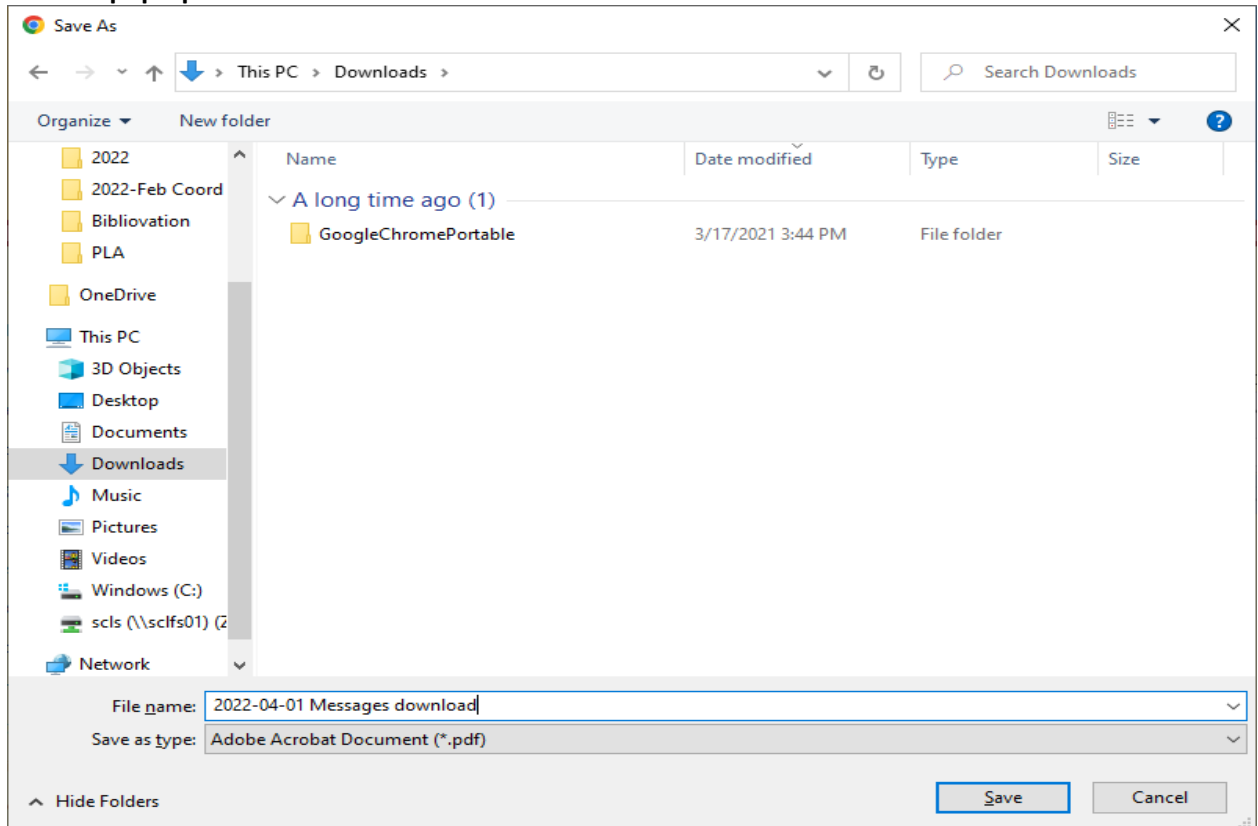 Save As
This PC > Downloads >
Search Downloads
Organize
New folder
Name
Date modified
Type
Size
2022
2022-Feb Coord
Bibliovation
PLA
OneDrive
This PC
3D Objects
Desktop
Documents
Downloads
Music
Pictures
Videos
Windows (C:)
scls (\\sclfs01) (Z
Network
A long time ago (1)
GoogleChromePortable
3/17/2021 3:44 PM
File folder
File name: 2022-04-01 Messages download
Save as type: Adobe Acrobat Document (*.pdf)
Hide Folders
Save
Cancel